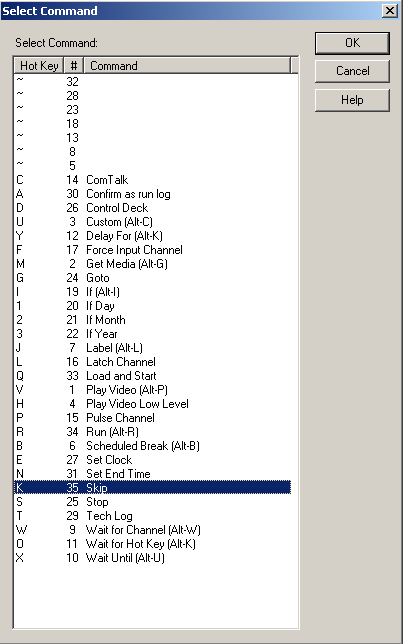 Select Command
Select Command:
Hot Key # Command
~ 32
~ 28
~ 23
~ 18
~ 13
~ 8
~ 5
C 14 ComTalk
A 30 Confirm as run log
D 26 Control Deck
U 3 Custom (Alt-C)
Y 12 Delay For (Alt-K)
F 17 Force Input Channel
M 2 Get Media (Alt-G)
G 24 Goto
I 19 If (Alt-I)
1 20 If Day
2 21 If Month
3 22 If Year
J 7 Label (Alt-L)
L 16 Latch Channel
Q 33 Load and Start
V 1 Play Video (Alt-P)
H 4 Play Video Low Level
P 15 Pulse Channel
R 34 Run (Alt-R)
B 6 Scheduled Break (Alt-B)
E 27 Set Clock
N 31 Set End Time
K 35 Skip
S 25 Stop
T 29 Tech Log
W 9 Wait for Channel (Alt-W)
O 11 Wait for Hot Key (Alt-K)
X 10 Wait Until (Alt-U)
OK
Cancel
Help